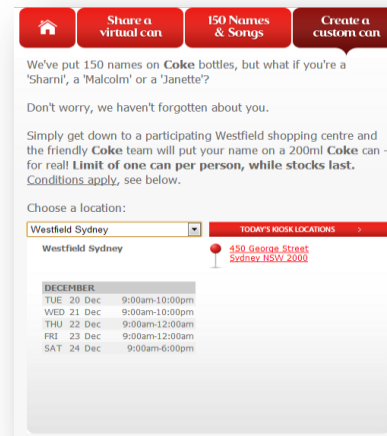 Share a
virtual can
150 Names
& Songs
Create a
custom can
We've put 150 names on Coke bottles, but what if you're a
'Sharni', a 'Malcolm' or a 'Janette'?
Don't worry, we haven't forgotten about you.
Simply get down to a participating Westfield shopping centre and
the friendly Coke team will put your name on a 200ml Coke can -
for real! Limit of one can per person, while stocks last.
Conditions apply, see below.
Choose a location:
Westfield Sydney
TODAY'S KIOSK LOCATIONS >
Westfield Sydney
450 George Street
Sydney NSW 2000
DECEMBER
TUE 20 Dec 9:00am-10:00pm
WED 21 Dec 9:00am-10:00pm
THU 22 Dec 9:00am-12:00am
FRI 23 Dec 9:00am-12:00am
SAT 24 Dec 9:00am-6:00pm